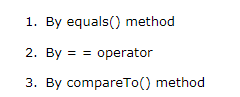 1. By equals() method
2. By = = operator
3. By compareTo() method